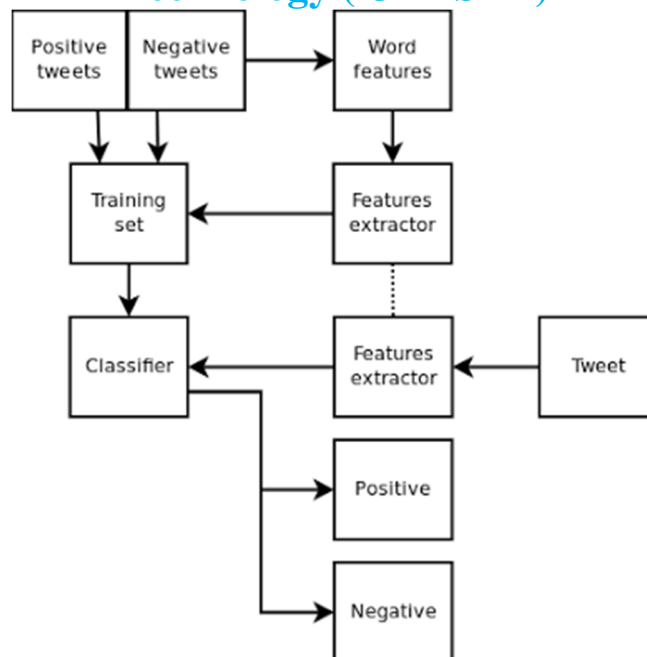 Positive
tweets
Negative
tweets
Word
features
Training
set
Features
extractor
Classifier
Features
extractor
Tweet
Positive
Negative